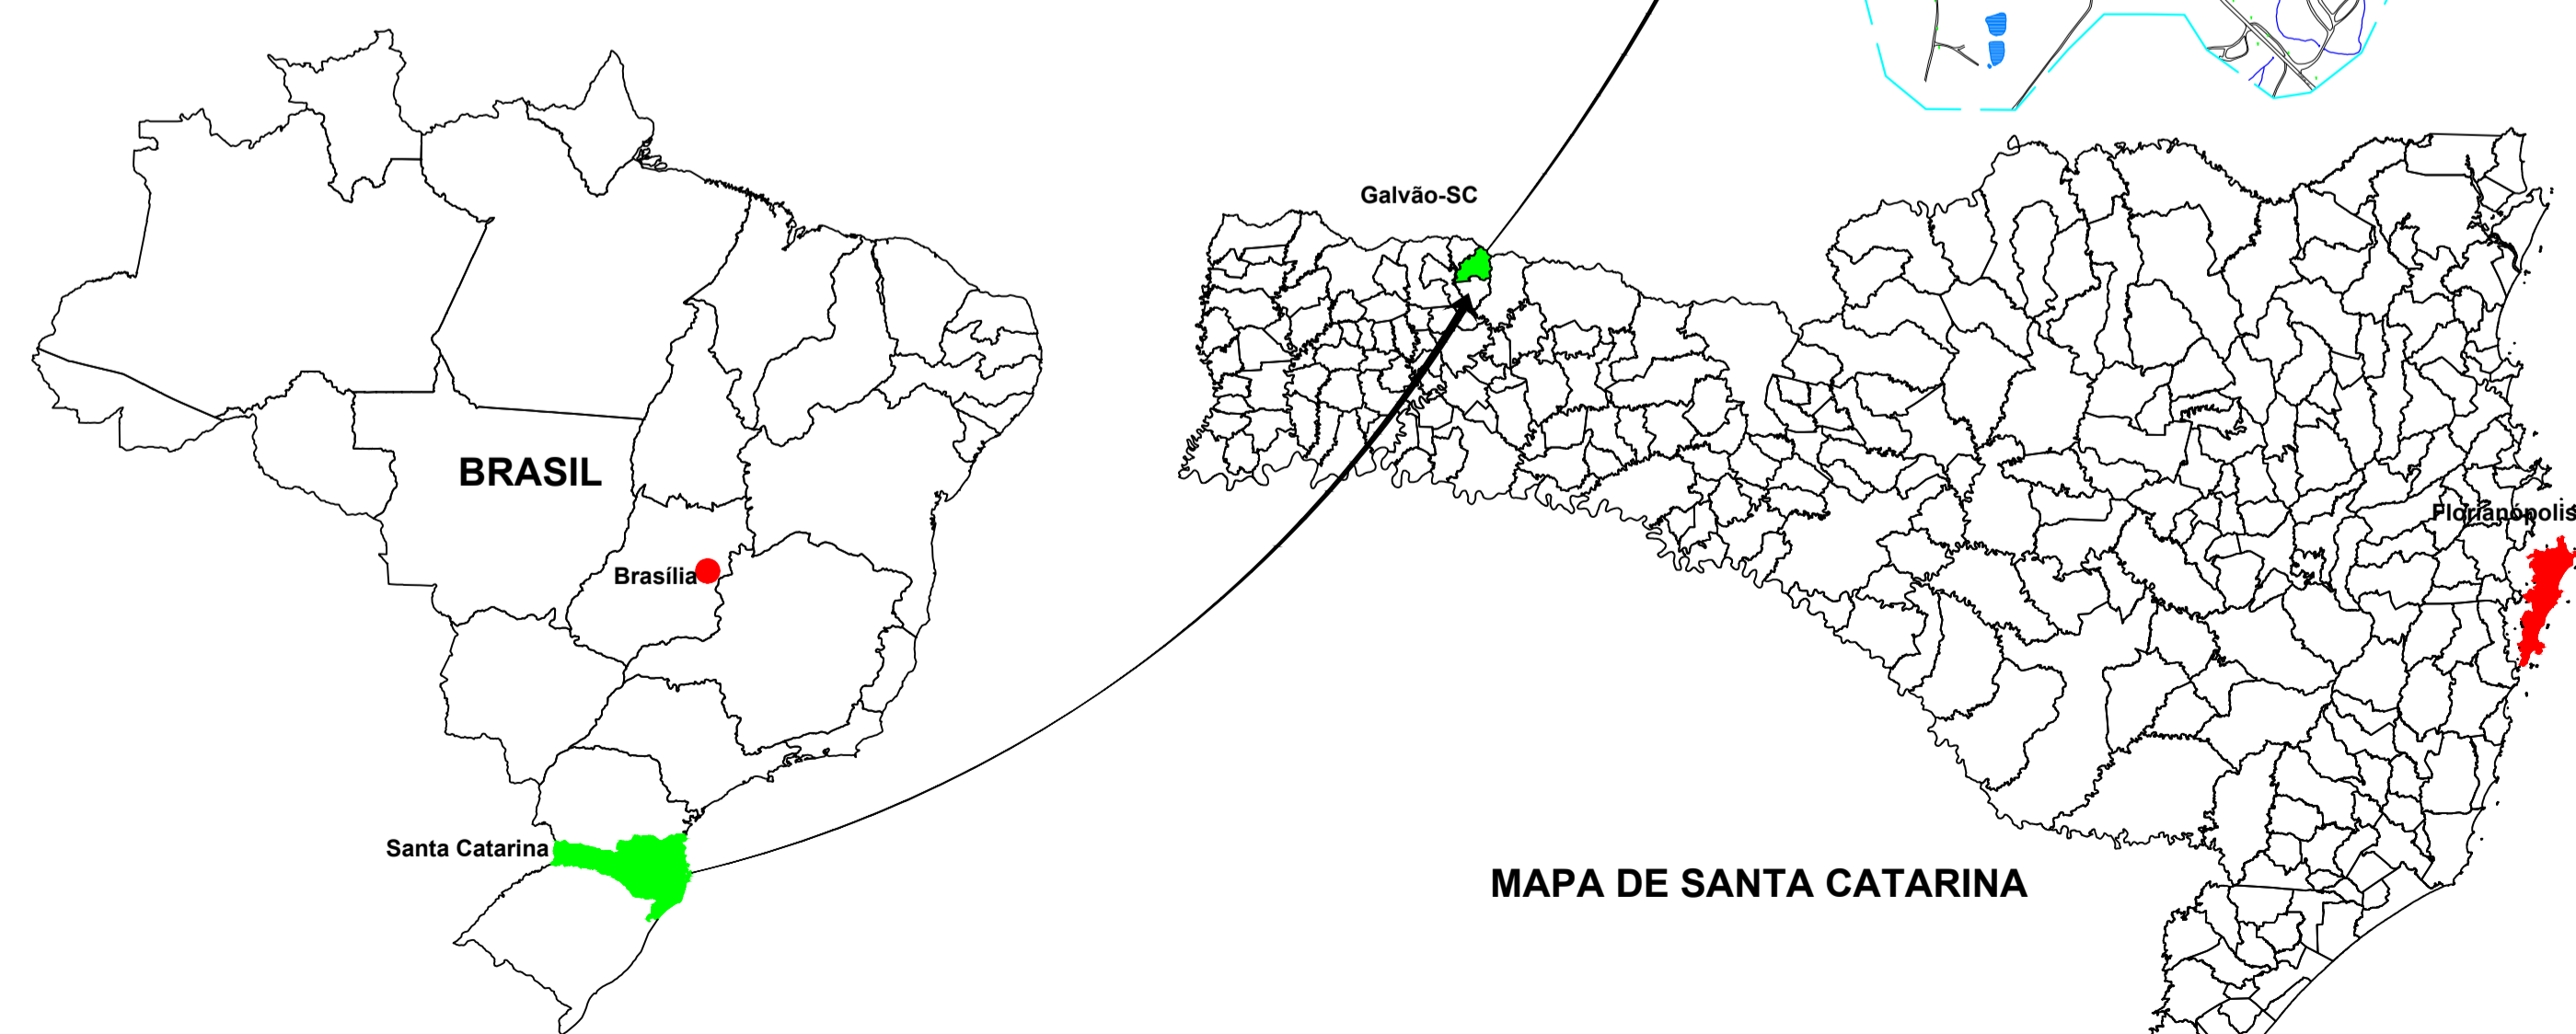 Galvão-SC
BRASIL
Florianópolis
Brasília
Santa Catarina
MAPA DE SANTA CATARINA